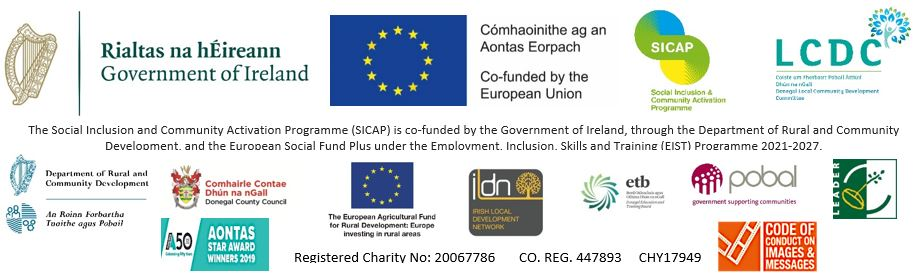 Rialtas na hÉireann
Government of Ireland
Cómhaoinithe ag an
Aontas Eorpach
Co-funded by the
European Union
SICAP
Social Inclusion &
Community Activation
Programme
LCDC
Coiste um Fhorbairt Pobail Áitiúil
Dhún na nGall
Donegal Local Community Development
Committee
The Social Inclusion and Community Activation Programme (SICAP) is co-funded by the Government of Ireland, through the Department of Rural and Community
Development, and the European Social Fund Plus under the Employment, Inclusion, Skills and Training (EIST) Programme 2021-2027.
Department of Rural and
Community Development
An Roinn Forbartha
Tuaithe agus Pobail
Comhairle Contae
Dhún na nGall
Donegal County Council
The European Agricultural Fund
for Rural Development: Europe
investing in rural areas
ildn
IRISH LOCAL
DEVELOPMENT
NETWORK
etb
pobal
government supporting communities
LEADER
A50
AONTAS
STAR AWARD
WINNERS 2019
CODE OF
CONDUCT ON
IMAGES &
MESSAGES
Registered Charity No: 20067786 CO. REG. 447893 CHY17949